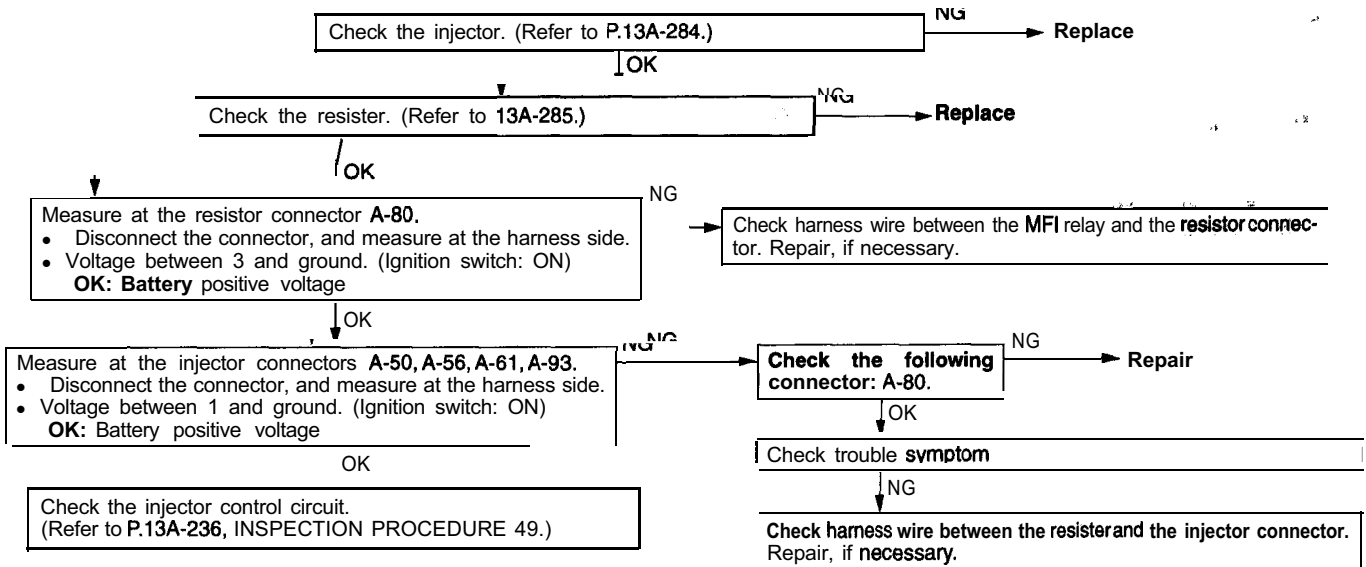 NG
Check the injector. (Refer to P.13A-284.)
Replace
OK
NG
Check the resister. (Refer to 13A-285.)
Replace
OK
NG
Measure at the resistor connector A-80.
• Disconnect the connector, and measure at the harness side.
• Voltage between 3 and ground. (Ignition switch: ON)
OK: Battery positive voltage
Check harness wire between the MFI relay and the resistor connec-
tor. Repair, if necessary.
OK
NG
Measure at the injector connectors A-50, A-56, A-61, A-93.
• Disconnect the connector, and measure at the harness side.
• Voltage between 1 and ground. (Ignition switch: ON)
OK: Battery positive voltage
Check the following
connector: A-80.
NG
Repair
OK
Check trouble symptom
NG
Check harness wire between the resister and the injector connector.
Repair, if necessary.
OK
Check the injector control circuit.
(Refer to P.13A-236, INSPECTION PROCEDURE 49.)